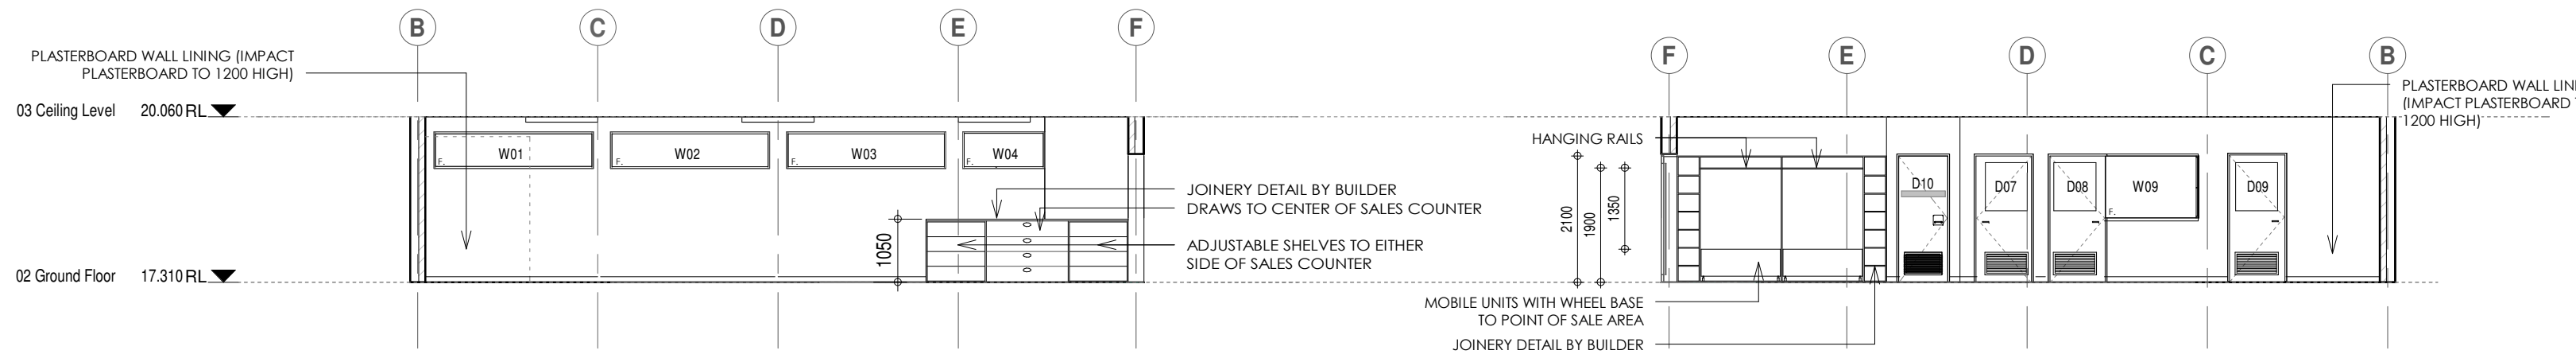 B
C
D
E
F
F
E
D
C
B
PLASTERBOARD WALL LINING (IMPACT
PLASTERBOARD TO 1200 HIGH)
03 Ceiling Level 20.060 RL
02 Ground Floor 17.310 RL
F.
W01
F.
W02
F.
W03
F.
W04
1050
JOINERY DETAIL BY BUILDER
DRAWS TO CENTER OF SALES COUNTER
ADJUSTABLE SHELVES TO EITHER
SIDE OF SALES COUNTER
HANGING RAILS
2100
1900
1350
MOBILE UNITS WITH WHEEL BASE
TO POINT OF SALE AREA
JOINERY DETAIL BY BUILDER
D10
D07
D08
W09
F.
D09
PLASTERBOARD WALL LIN
(IMPACT PLASTERBOARD
1200 HIGH)